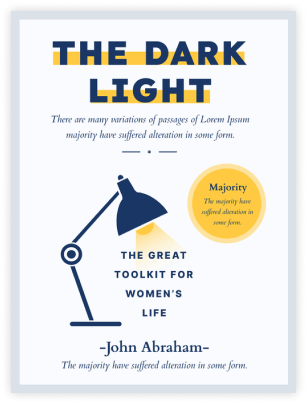 THE DARK
LIGHT
There are many variations of passages of Lorem Ipsum
majority have suffered alteration in some form.
Majority
The majority have
suffered alteration in
some form.
THE GREAT
TOOLKIT FOR
WOMEN'S
LIFE
-John Abraham-
The majority have suffered alteration in some form.